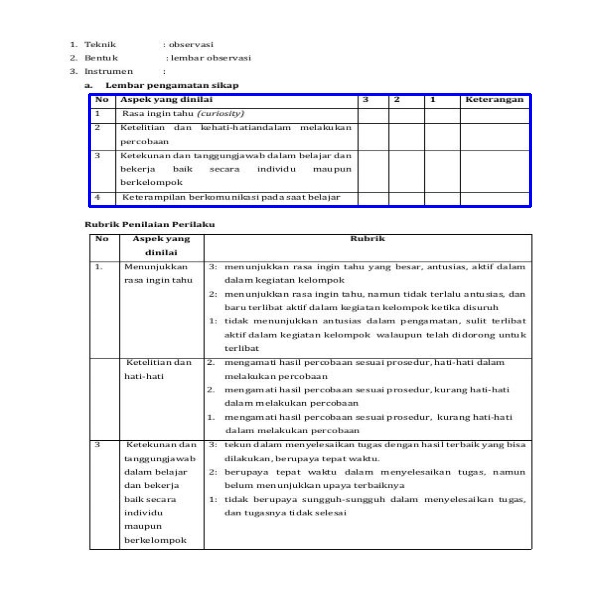 1. Teknik : observasi
2. Bentuk : lembar observasi
3. Instrumen :
a. Lembar pengamatan sikap
No Aspek yang dinilai 3 2 1 Keterangan
1 Rasa ingin tahu (curiosity)
2 Ketelitian dan kehati-hatiandalam melakukan
percobaan
3 Ketekunan dan tanggungjawab dalam belajar dan
bekerja baik secara individu maupun
berkelompok
4 Keterampilan berkomunikasi pada saat belajar
Rubrik Penilaian Perilaku
No Aspek yang Rubrik
dinilai
1. Menunjukkan 3: menunjukkan rasa ingin tahu yang besar, antusias, aktif dalam
rasa ingin tahu dalam kegiatan kelompok
2: menunjukkan rasa ingin tahu, namun tidak terlalu antusias, dan
baru terlibat aktif dalam kegiatan kelompok ketika disuruh
1: tidak menunjukkan antusias dalam pengamatan, sulit terlibat
aktif dalam kegiatan kelompok walaupun telah didorong untuk
terlibat
Ketelitian dan 2. mengamati hasil percobaan sesuai prosedur, hati-hati dalam
hati-hati melakukan percobaan
2. mengamati hasil percobaan sesuai prosedur, kurang hati-hati
dalam melakukan percobaan
1. mengamati hasil percobaan sesuai prosedur, kurang hati-hati
dalam melakukan percobaan
3 Ketekunan dan 3: tekun dalam menyelesaikan tugas dengan hasil terbaik yang bisa
tanggungjawab dilakukan, berupaya tepat waktu.
dalam belajar 2: berupaya tepat waktu dalam menyelesaikan tugas, namun
dan bekerja belum menunjukkan upaya terbaiknya
baik secara 1: tidak berupaya sungguh-sungguh dalam menyelesaikan tugas,
individu dan tugasnya tidak selesai
maupun
berkelompok